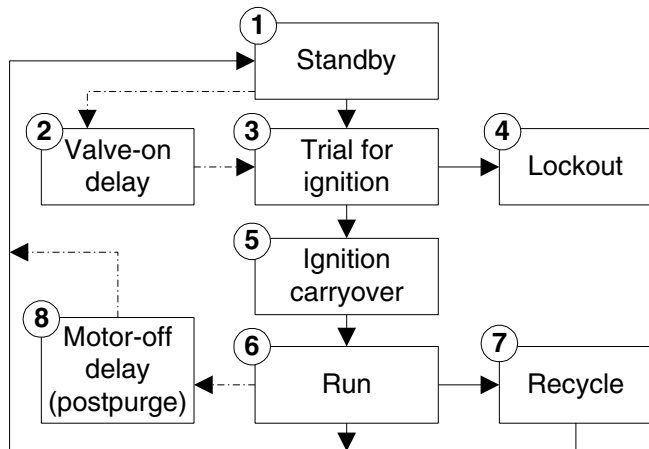 1
Standby
2
Valve-on
delay
3
Trial for
ignition
4
Lockout
5
Ignition
carryover
8
Motor-off
delay
(postpurge)
6
Run
7
Recycle